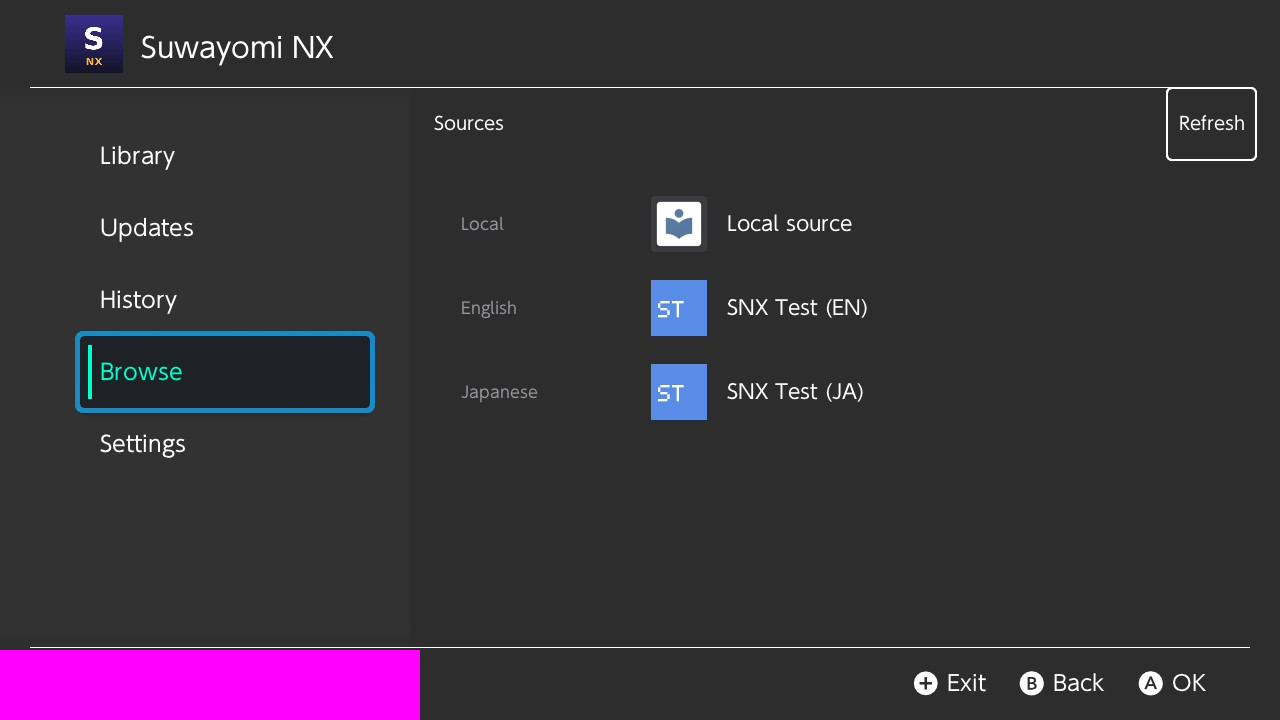 S
NX
Suwayomi NX
Library
Updates
History
Browse
Settings
Sources
Refresh
Local
Local source
English
ST
SNX Test (EN)
Japanese
ST
SNX Test (JA)
+ Exit
B Back
A OK